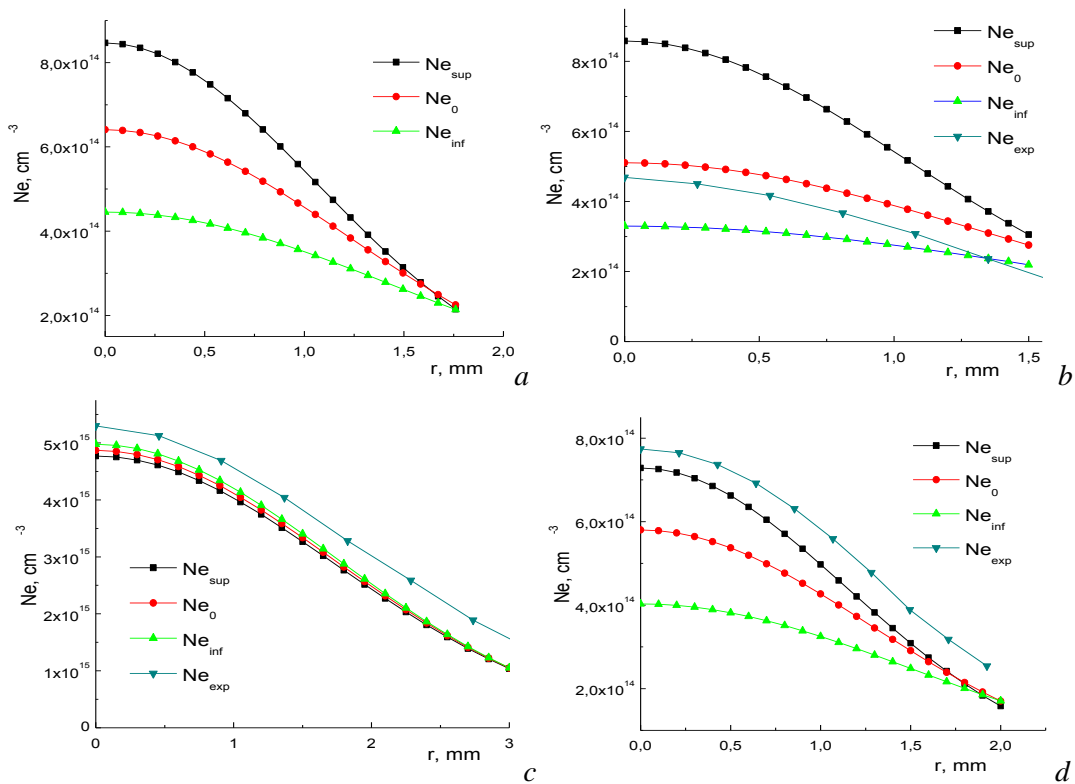 8,0x10^14
6,0x10^14
4,0x10^14
2,0x10^14
Ne, cm^-3
Ne_sup
Ne_0
Ne_inf
0,0 0,5 1,0 1,5 2,0
r, mm
a
8x10^14
6x10^14
4x10^14
2x10^14
0
Ne, cm^-3
Ne_sup
Ne_0
Ne_inf
Ne_exp
0,0 0,5 1,0 1,5
r, mm
b
5x10^15
4x10^15
3x10^15
2x10^15
1x10^15
0
Ne, cm^-3
Ne_sup
Ne_0
Ne_inf
Ne_exp
0 1 2 3
r, mm
c
8,0x10^14
6,0x10^14
4,0x10^14
2,0x10^14
Ne, cm^-3
Ne_sup
Ne_0
Ne_inf
Ne_exp
0,0 0,5 1,0 1,5 2,0
r, mm
d